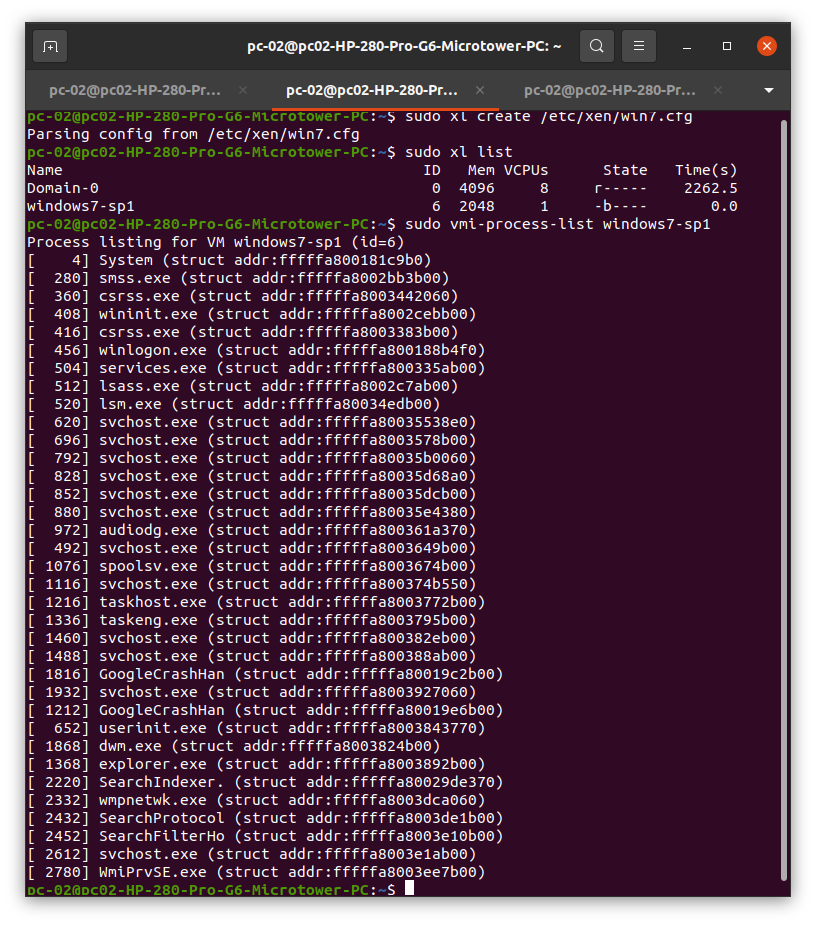 pc-02@pc02-HP-280-Pro-G6-Microtower-PC: ~
pc-02@pc02-HP-280-Pr...
pc-02@pc02-HP-280-Pr...
pc-02@pc02-HP-280-Pr...
pc-02@pc02-HP-280-Pro-G6-Microtower-PC:~$ sudo xl create /etc/xen/win7.cfg
Parsing config from /etc/xen/win7.cfg
pc-02@pc02-HP-280-Pro-G6-Microtower-PC:~$ sudo xl list
Name ID Mem VCPUs State Time(s)
Domain-0 0 4096 8 r----- 2262.5
windows7-sp1 6 2048 1 -b---- 0.0
pc-02@pc02-HP-280-Pro-G6-Microtower-PC:~$ sudo vmi-process-list windows7-sp1
Process listing for VM windows7-sp1 (id=6)
[ 4] System (struct addr:fffffa800181c9b0)
[ 280] smss.exe (struct addr:fffffa8002bb3b00)
[ 360] csrss.exe (struct addr:fffffa8003442060)
[ 408] wininit.exe (struct addr:fffffa8002cebb00)
[ 416] csrss.exe (struct addr:fffffa8003383b00)
[ 456] winlogon.exe (struct addr:fffffa800188b4f0)
[ 504] services.exe (struct addr:fffffa800335ab00)
[ 512] lsass.exe (struct addr:fffffa8002c7ab00)
[ 520] lsm.exe (struct addr:fffffa80034edb00)
[ 620] svchost.exe (struct addr:fffffa80035538e0)
[ 696] svchost.exe (struct addr:fffffa8003578b00)
[ 792] svchost.exe (struct addr:fffffa80035b0060)
[ 828] svchost.exe (struct addr:fffffa80035d68a0)
[ 852] svchost.exe (struct addr:fffffa80035dcb00)
[ 880] svchost.exe (struct addr:fffffa80035e4380)
[ 972] audiodg.exe (struct addr:fffffa800361a370)
[ 492] svchost.exe (struct addr:fffffa8003649b00)
[ 1076] spoolsv.exe (struct addr:fffffa8003674b00)
[ 1116] svchost.exe (struct addr:fffffa800374b550)
[ 1216] taskhost.exe (struct addr:fffffa8003772b00)
[ 1336] taskeng.exe (struct addr:fffffa8003795b00)
[ 1460] svchost.exe (struct addr:fffffa800382eb00)
[ 1488] svchost.exe (struct addr:fffffa800388ab00)
[ 1816] GoogleCrashHan (struct addr:fffffa80019c2b00)
[ 1932] svchost.exe (struct addr:fffffa8003927060)
[ 1212] GoogleCrashHan (struct addr:fffffa80019e6b00)
[ 652] userinit.exe (struct addr:fffffa8003843770)
[ 1868] dwm.exe (struct addr:fffffa8003824b00)
[ 1368] explorer.exe (struct addr:fffffa8003892b00)
[ 2220] SearchIndexer. (struct addr:fffffa80029de370)
[ 2332] wmpnetwk.exe (struct addr:fffffa8003dca060)
[ 2432] SearchProtocol (struct addr:fffffa8003de1b00)
[ 2452] SearchFilterHo (struct addr:fffffa8003e10b00)
[ 2612] svchost.exe (struct addr:fffffa8003e1ab00)
[ 2780] WmiPrvSE.exe (struct addr:fffffa8003ee7b00)
pc-02@pc02-HP-280-Pro-G6-Microtower-PC:~$